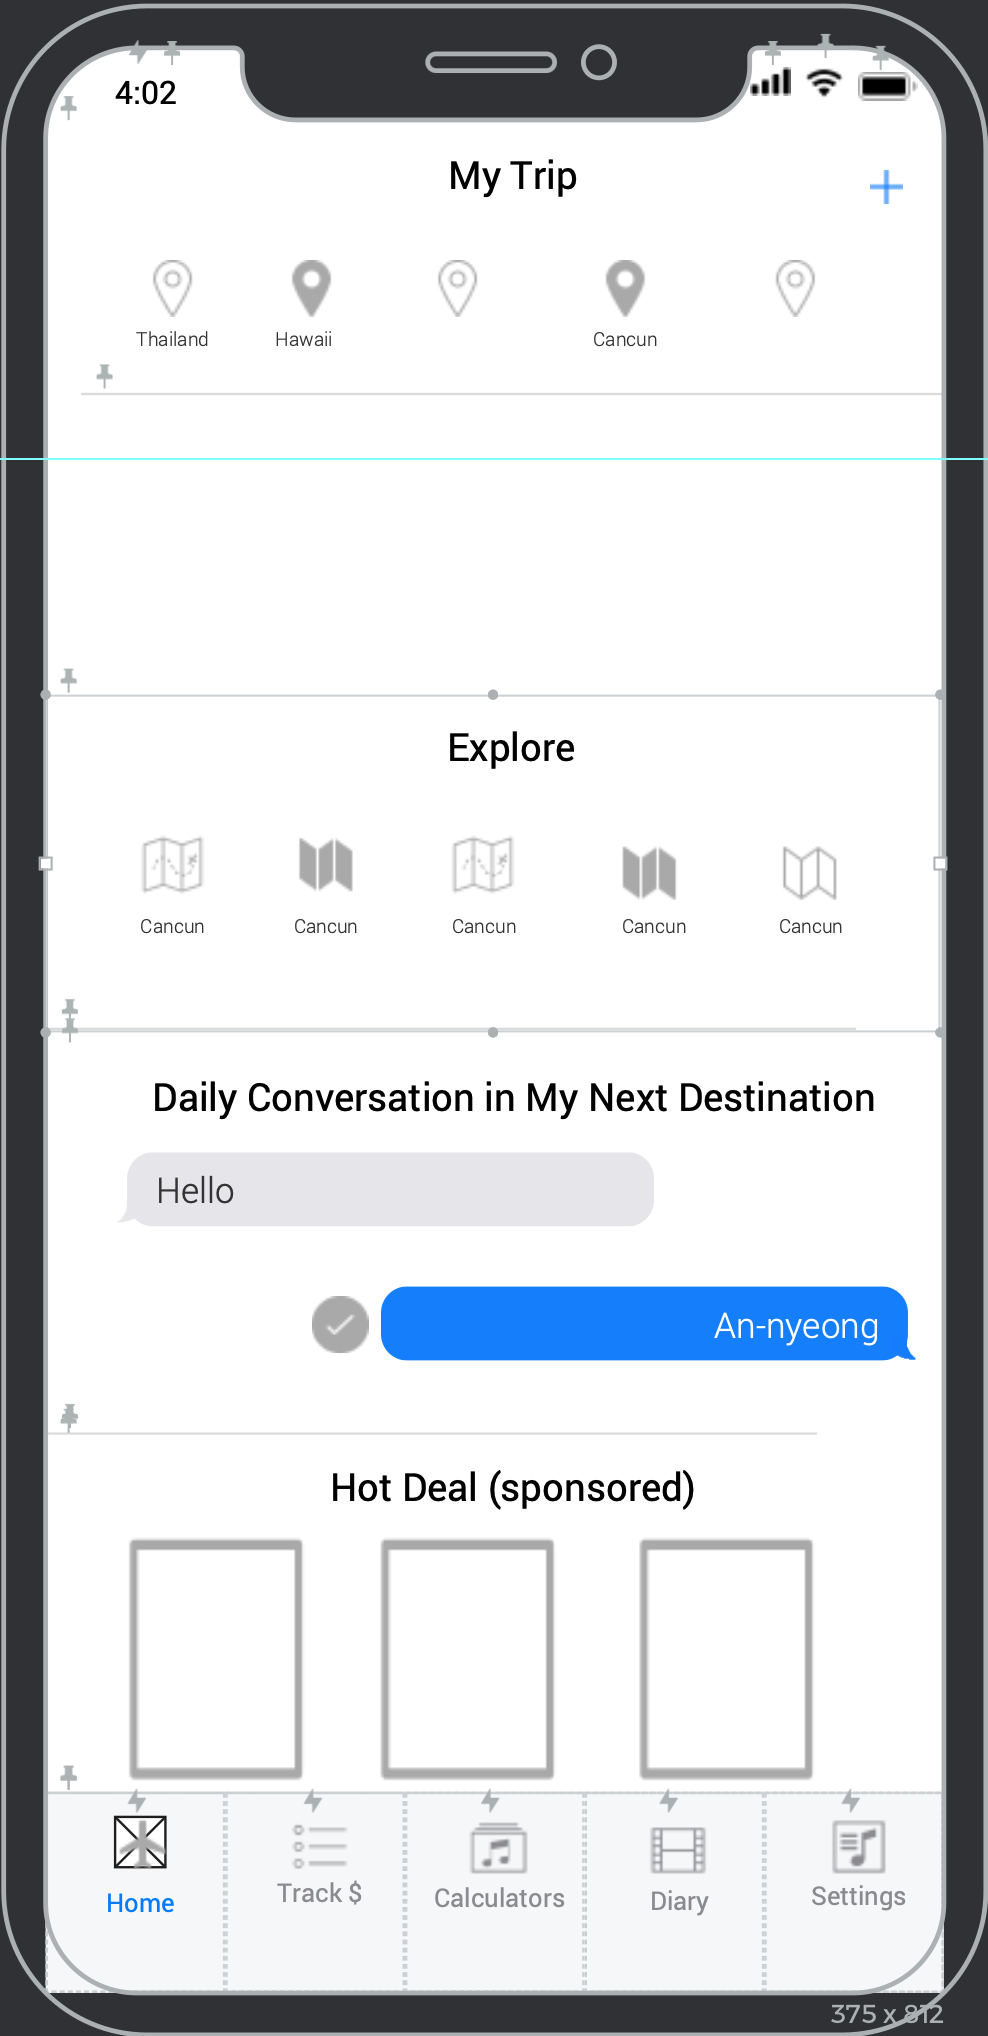 4:02
My Trip
Thailand Hawaii Cancun
Explore
Cancun Cancun Cancun Cancun Cancun
Daily Conversation in My Next Destination
Hello
An-nyeong
Hot Deal (sponsored)
Home Track $ Calculators Diary Settings
375 x 812